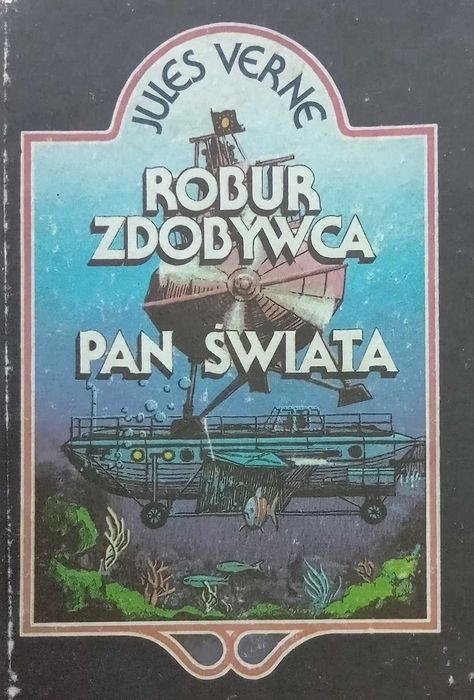 JULES VERNE
ROBUR
ZDOBYWCA
PAN ŚWIATA